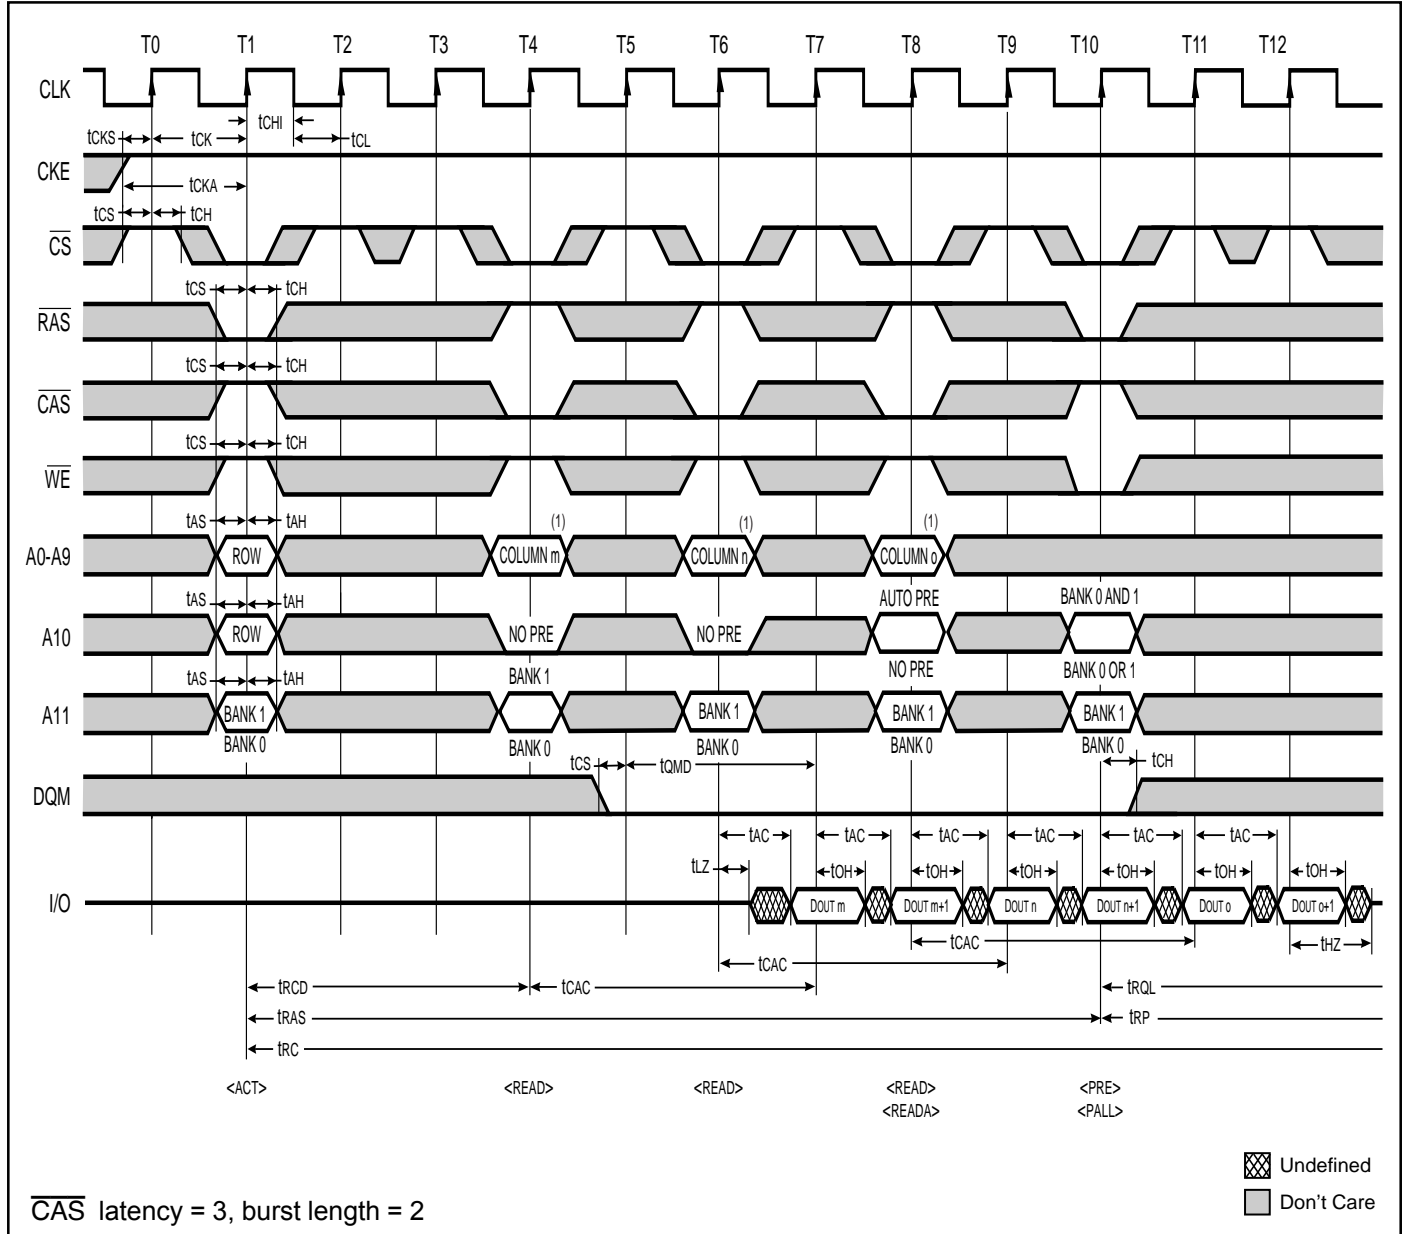 T0 T1 T2 T3 T4 T5 T6 T7 T8 T9 T10 T11 T12
CLK
tCHI
tCKS tCK tCL
CKE
tCKA
tCS tCH
CS
tCS tCH
RAS
tCS tCH
CAS
tCS tCH
WE
tAS tAH (1) (1) (1)
A0-A9 ROW COLUMN m COLUMN n COLUMN o
tAS tAH AUTO PRE BANK 0 AND 1
A10 ROW NO PRE NO PRE
tAS tAH BANK 1 NO PRE BANK 0 OR 1
A11 BANK 1 BANK 1 BANK 1 BANK 1
BANK 0 BANK 0 BANK 0 BANK 0 BANK 0
tCS tQMD tCH
DQM
tAC tAC tAC tAC tAC tAC
tLZ tOH tOH tOH tOH tOH tOH
I/O DOUT m DOUT m+1 DOUT n DOUT n+1 DOUT o DOUT o+1
tCAC tHZ
tCAC
tRCD tCAC tRQL
tRAS tRP
tRC
<ACT> <READ> <READ> <READ> <PRE>
<READA> <PALL>
Undefined
Don't Care
CAS latency = 3, burst length = 2